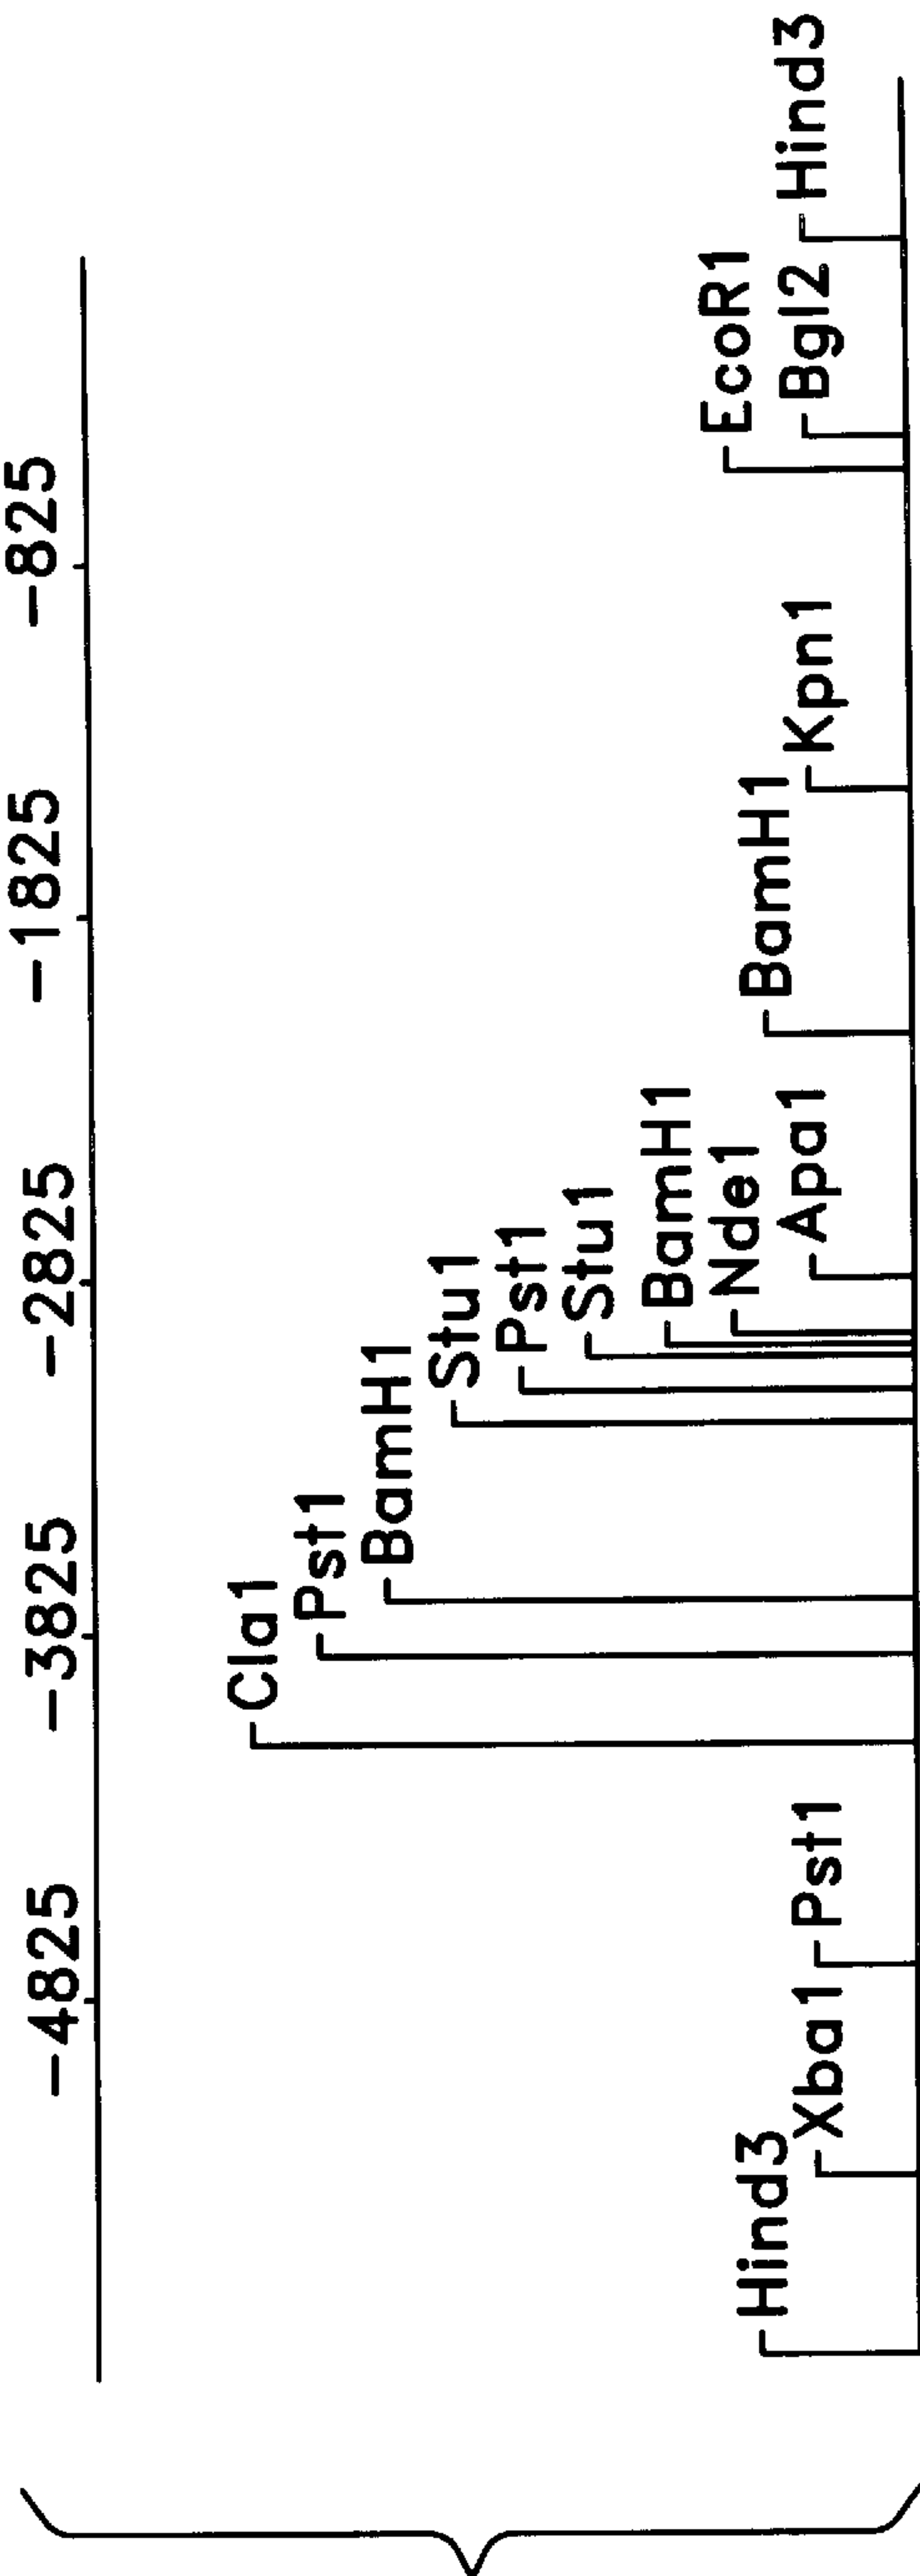 -4825 -3825 -2825 -1825 -825
Cla1
Pst1
BamH1
Stu1
Pst1
Stu1
BamH1
EcoR1
Nde1
Hind3
BamH1
Xba1
Pst1
Apa1
Kpn1
Bgl2
Hind3